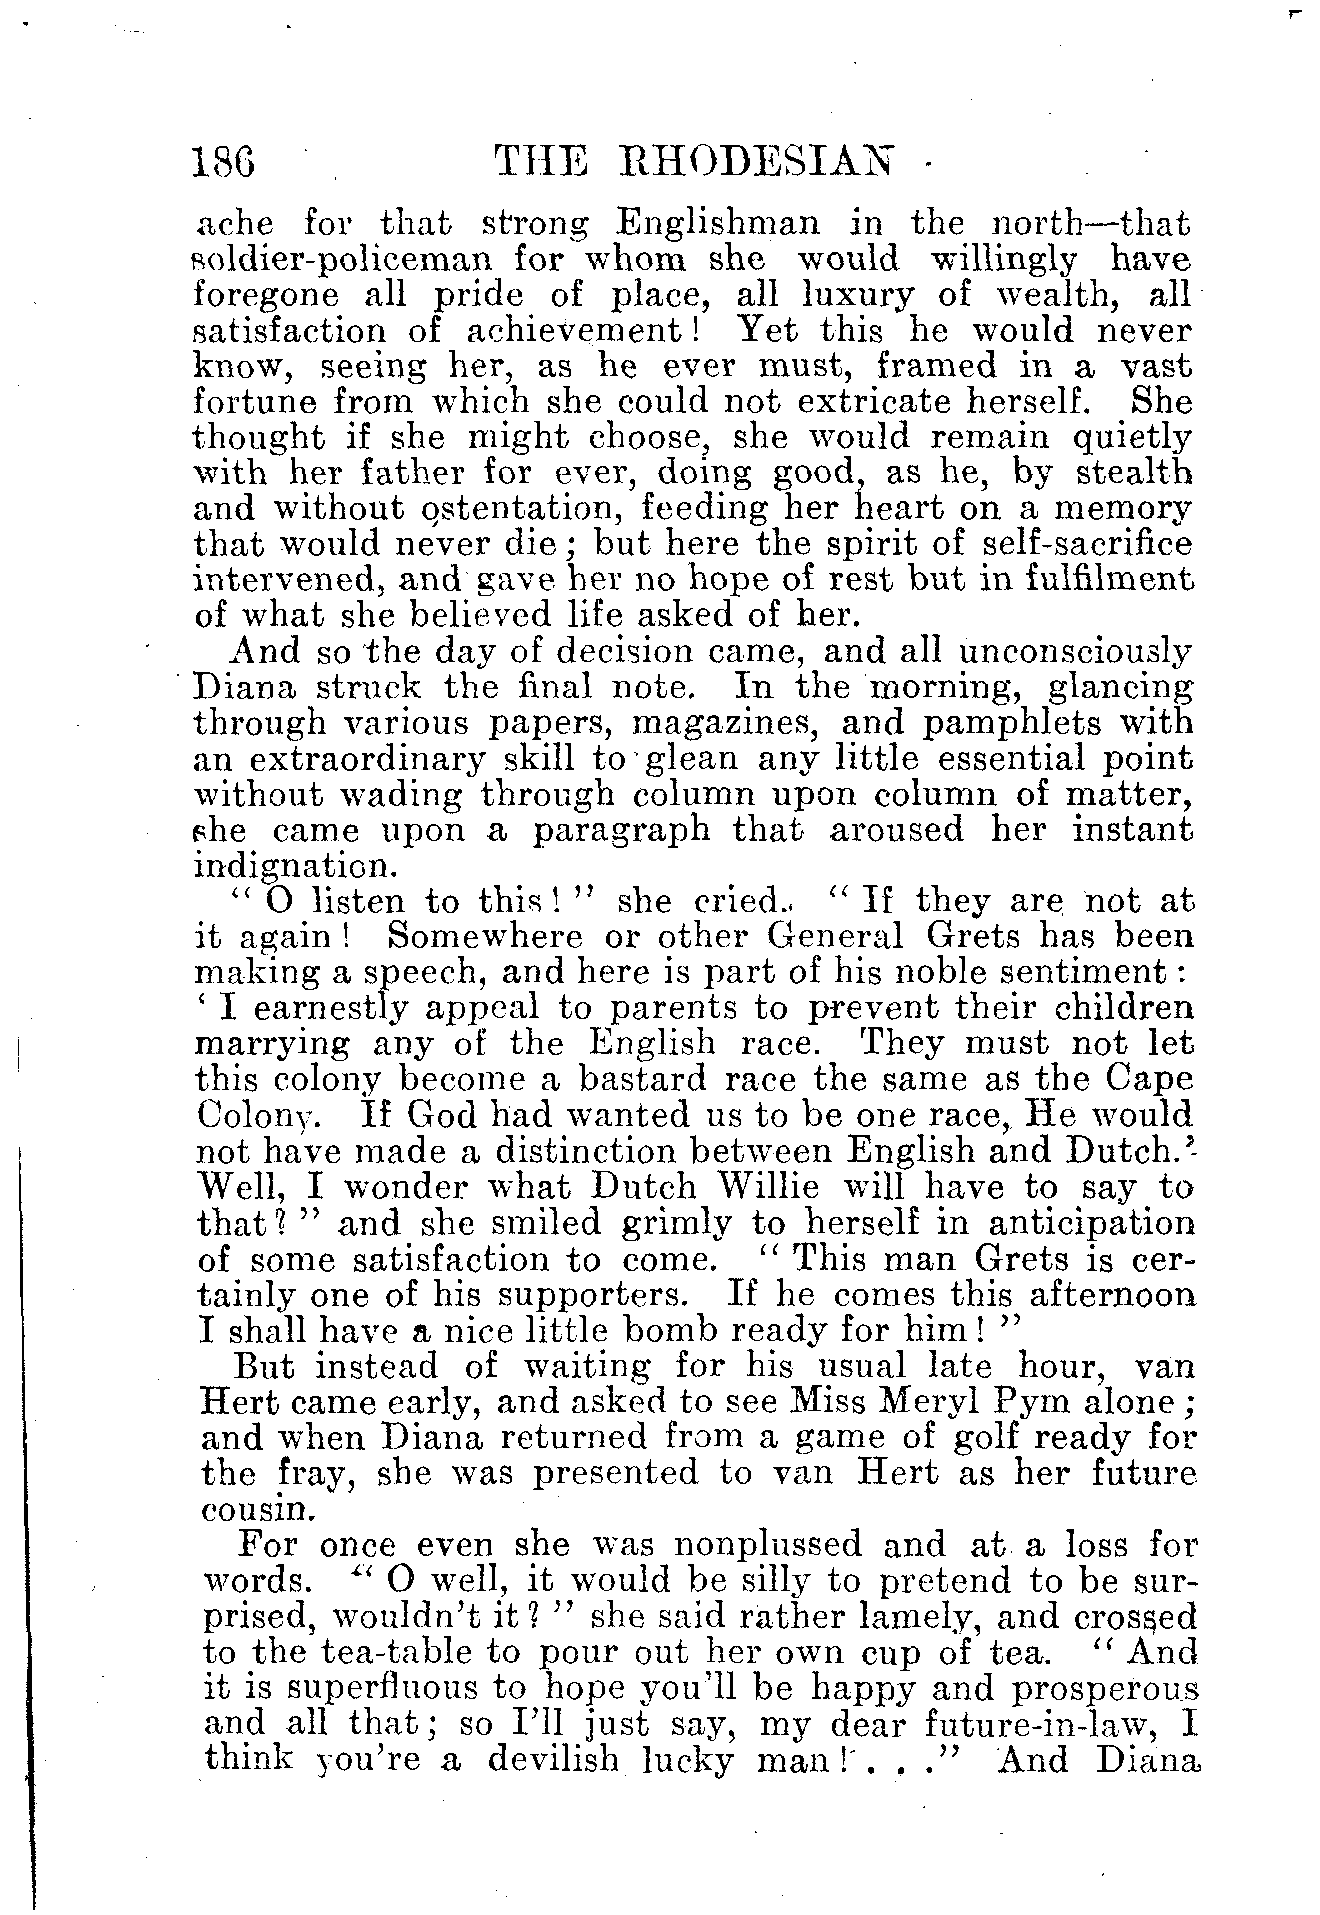 186 THE RHODESIAN
ache for that strong Englishman in the north—that
soldier-policeman for whom she would willingly have
foregone all pride of place, all luxury of wealth, all
satisfaction of achievement! Yet this he would never
know, seeing her, as he ever must, framed in a vast
fortune from which she could not extricate herself. She
thought if she might choose, she would remain quietly
with her father for ever, doing good, as he, by stealth
and without ostentation, feeding her heart on a memory
that would never die; but here the spirit of self-sacrifice
intervened, and gave her no hope of rest but in fulfilment
of what she believed life asked of her.
And so the day of decision came, and all unconsciously
Diana struck the final note. In the morning, glancing
through various papers, magazines, and pamphlets with
an extraordinary skill to glean any little essential point
without wading through column upon column of matter,
she came upon a paragraph that aroused her instant
indignation.
“ O listen to this! ” she cried. “ If they are not at
it again! Somewhere or other General Grets has been
making a speech, and here is part of his noble sentiment :
‘ I earnestly appeal to parents to prevent their children
marrying any of the English race. They must not let
this colony become a bastard race the same as the Cape
Colony. If God had wanted us to be one race, He would
not have made a distinction between English and Dutch.’
Well, I wonder what Dutch Willie will have to say to
that? ” and she smiled grimly to herself in anticipation
of some satisfaction to come. “ This man Grets is cer-
tainly one of his supporters. If he comes this afternoon
I shall have a nice little bomb ready for him! ”
But instead of waiting for his usual late hour, van
Hert came early, and asked to see Miss Meryl Pym alone;
and when Diana returned from a game of golf ready for
the fray, she was presented to van Hert as her future
cousin.
For once even she was nonplussed and at a loss for
words. “ O well, it would be silly to pretend to be sur-
prised, wouldn't it? ” she said rather lamely, and crossed
to the tea-table to pour out her own cup of tea. “ And
it is superfluous to hope you'll be happy and prosperous
and all that; so I'll just say, my dear future-in-law, I
think you're a devilish lucky man! . . .” And Diana